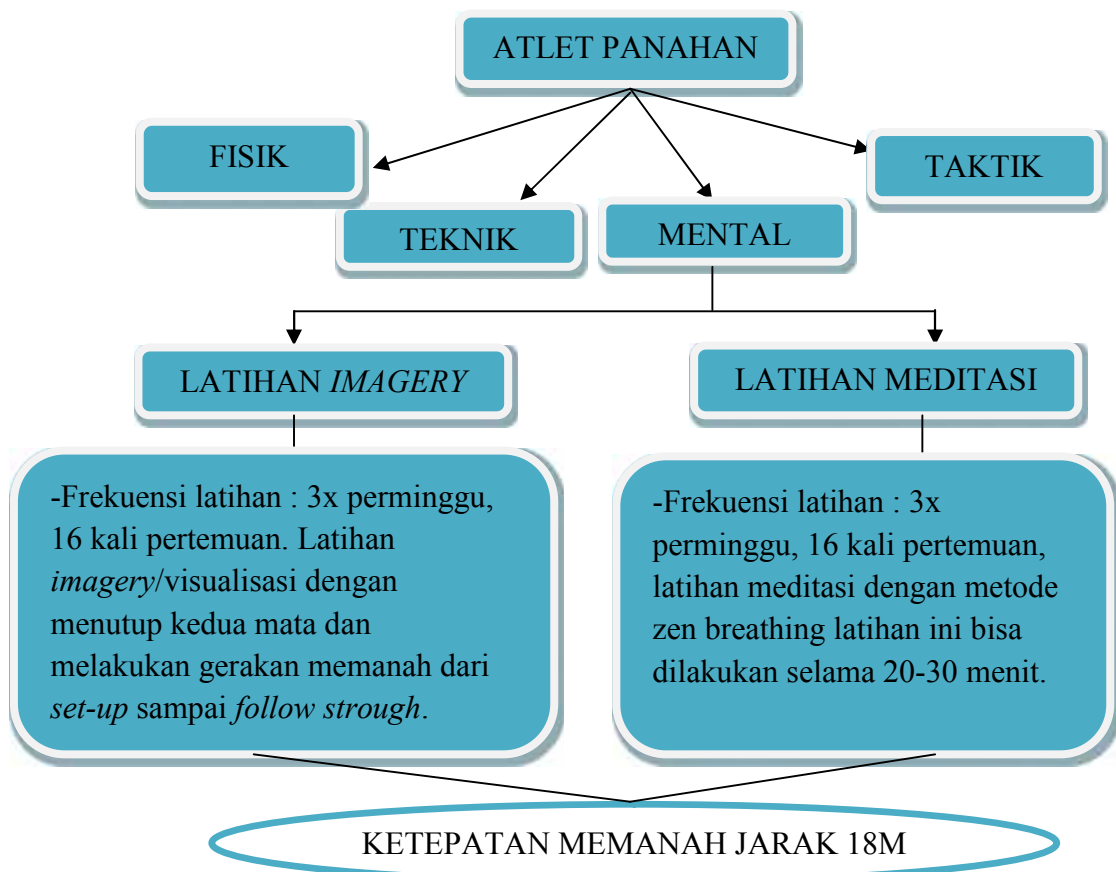 ATLET PANAHAN
FISIK
TAKTIK
TEKNIK
MENTAL
LATIHAN IMAGERY
LATIHAN MEDITASI
-Frekuensi latihan : 3x perminggu,
16 kali pertemuan. Latihan
imagery/visualisasi dengan
menutup kedua mata dan
melakukan gerakan memanah dari
set-up sampai follow strough.
-Frekuensi latihan : 3x
perminggu, 16 kali pertemuan,
latihan meditasi dengan metode
zen breathing latihan ini bisa
dilakukan selama 20-30 menit.
KETEPATAN MEMANAH JARAK 18M